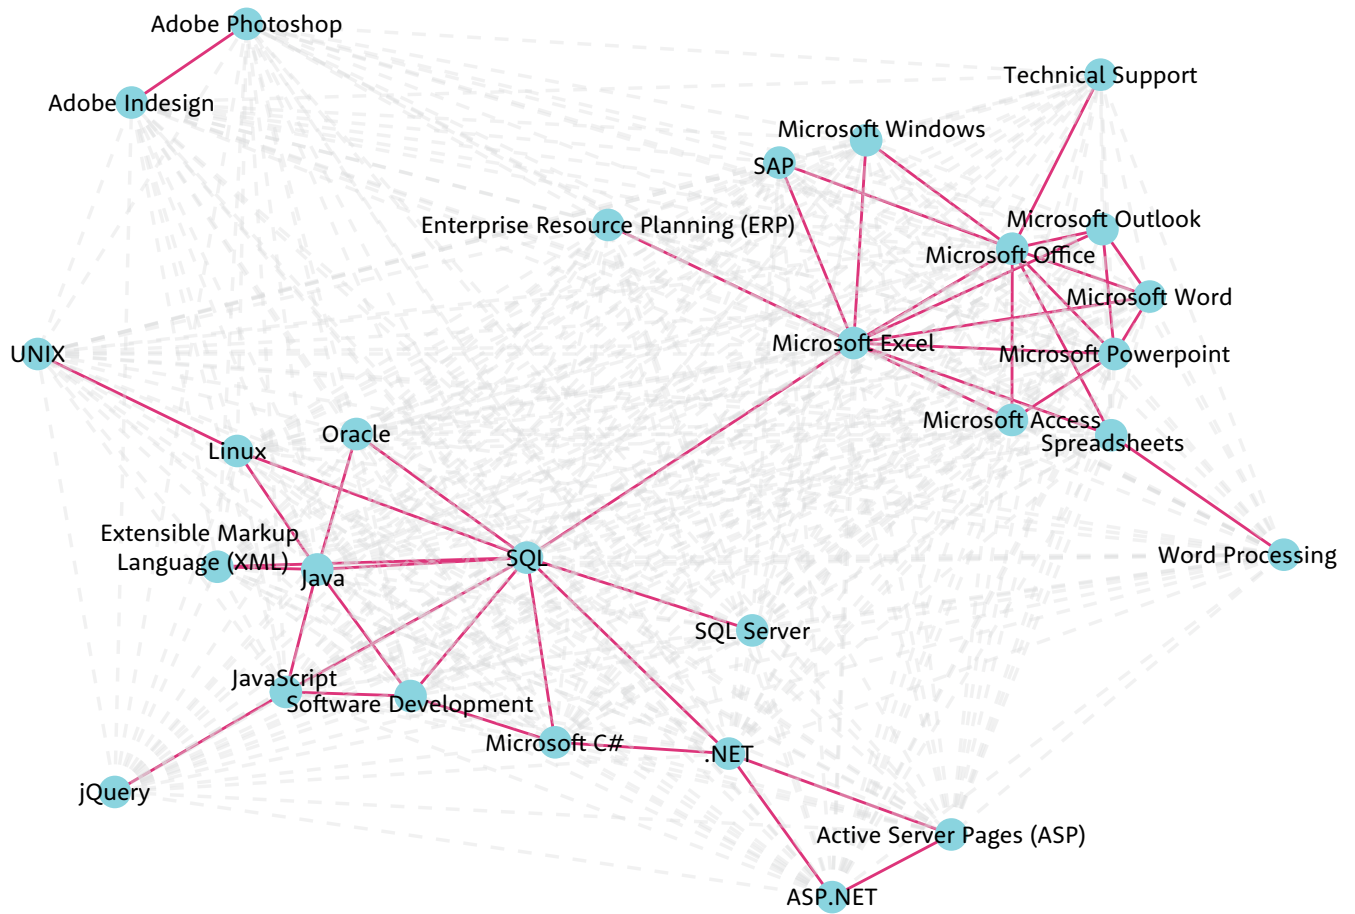 Adobe Photoshop
Technical Support
Adobe Indesign
Microsoft Windows
SAP
Microsoft Outlook
Enterprise Resource Planning (ERP)
Microsoft Office
Microsoft Word
Microsoft Excel
Microsoft Powerpoint
UNIX
Microsoft Access
Oracle
Spreadsheets
Linux
Extensible Markup
Language (XML)
Word Processing
SQL
Java
SQL Server
JavaScript
Software Development
Microsoft C#
.NET
jQuery
Active Server Pages (ASP)
ASP.NET